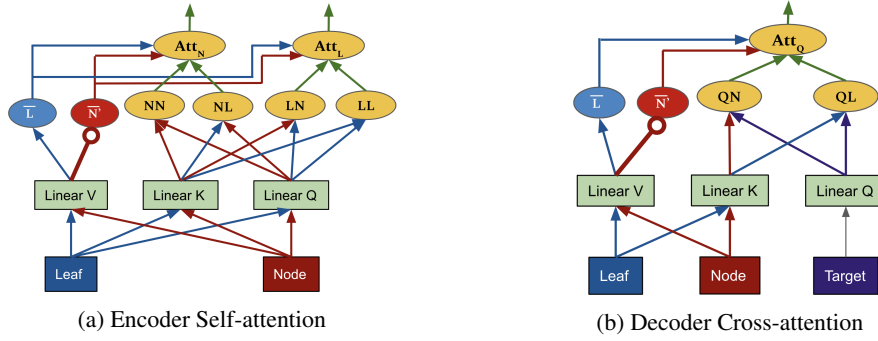 Att_N Att_L
L̅ N̅' NN NL LN LL
Linear V Linear K Linear Q
Leaf Node
(a) Encoder Self-attention
Att_Q
L̅ N̅' QN QL
Linear V Linear K Linear Q
Leaf Node Target
(b) Decoder Cross-attention